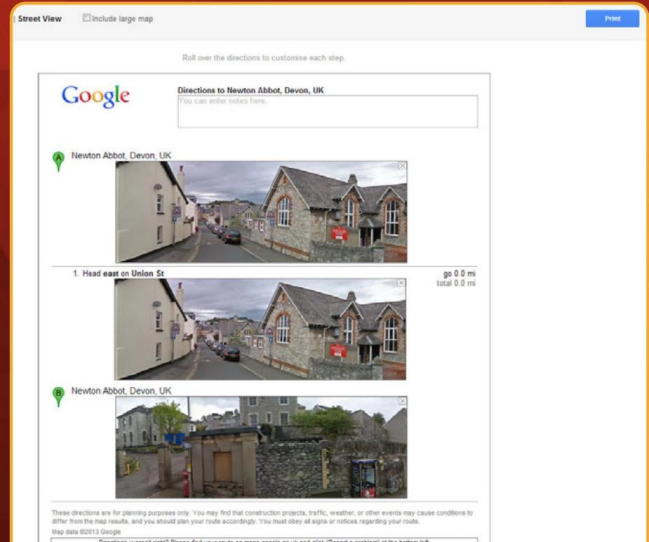 Street View
Include large map
Print
Roll over the directions to customise each step.
Google
Directions to Newton Abbot, Devon, UK
You can enter notes here.
A
Newton Abbot, Devon, UK
1. Head east on Union St
go 0.0 mi
total 0.0 mi
B
Newton Abbot, Devon, UK
These directions are for planning purposes only. You may find that construction projects, traffic, weather, or other events may cause conditions to
differ from the map results, and you should plan your route accordingly. You must obey all signs or notices regarding your route.
Map data ©2013 Google